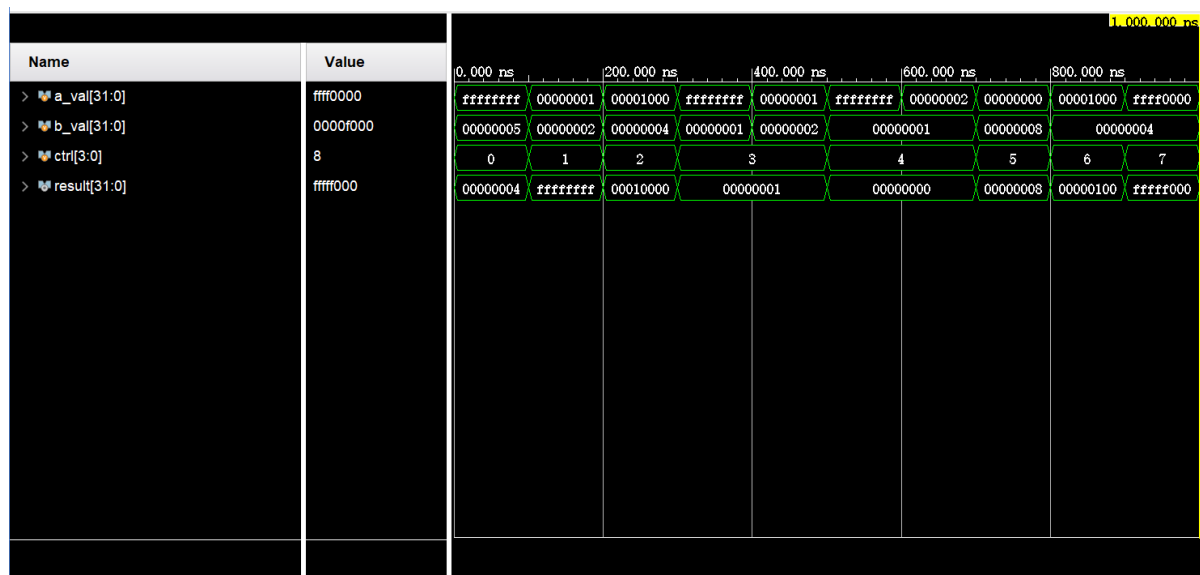 1,000,000 ns
Name Value
0.000 ns 200.000 ns 400.000 ns 600.000 ns 800.000 ns
a_val[31:0] ffff0000 ffffffff 00000001 00001000 ffffffff 00000001 ffffffff 00000002 00000000 00001000 ffff0000
b_val[31:0] 0000f000 00000005 00000002 00000004 00000001 00000002 00000001 00000008 00000004
ctrl[3:0] 8 0 1 2 3 4 5 6 7
result[31:0] fffff000 00000004 ffffffff 00010000 00000001 00000000 00000008 00000100 fffff000